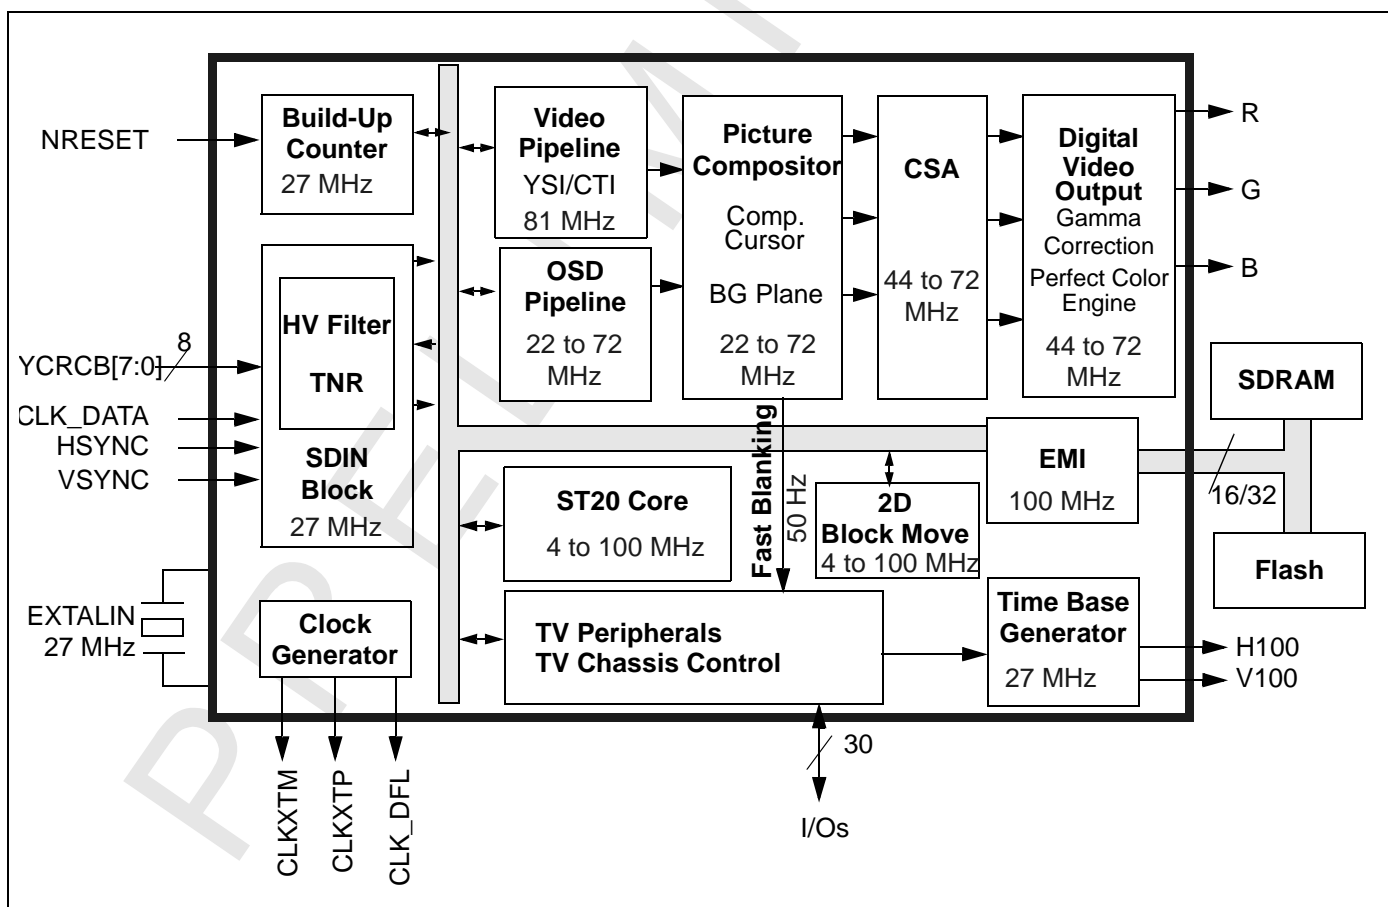 PRELIMI
NRESET
Build-Up
Counter
27 MHz
Video
Pipeline
YSI/CTI
81 MHz
Picture
Compositor
Comp.
Cursor
BG Plane
22 to 72
MHz
CSA
44 to 72
MHz
Digital
Video
Output
Gamma
Correction
Perfect Color
Engine
44 to 72
MHz
R
G
B
OSD
Pipeline
22 to 72
MHz
HV Filter
TNR
SDIN
Block
27 MHz
YCRCB[7:0]
8
CLK_DATA
HSYNC
VSYNC
SDRAM
EMI
100 MHz
16/32
Flash
ST20 Core
4 to 100 MHz
Fast Blanking
50 Hz
2D
Block Move
4 to 100 MHz
EXTALIN
27 MHz
Clock
Generator
TV Peripherals
TV Chassis Control
Time Base
Generator
27 MHz
H100
V100
30
I/Os
CLKXTM
CLKXTP
CLK_DFL